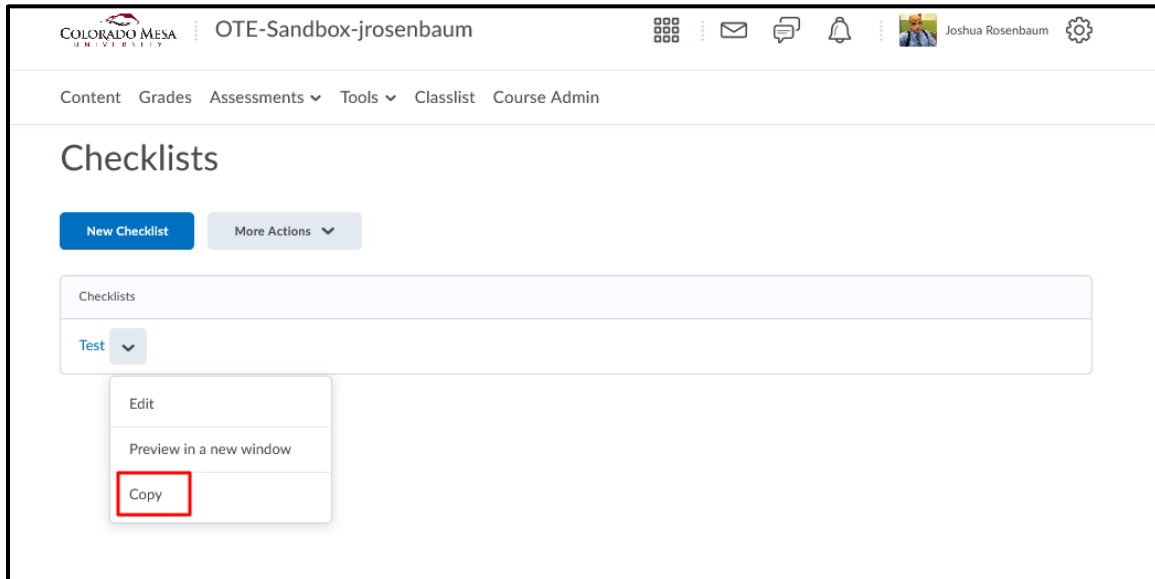 COLORADO MESA
UNIVERSITY
OTE-Sandbox-jrosenbaum
Joshua Rosenbaum
Content Grades Assessments Tools Classlist Course Admin
Checklists
New Checklist
More Actions
Checklists
Test
Edit
Preview in a new window
Copy